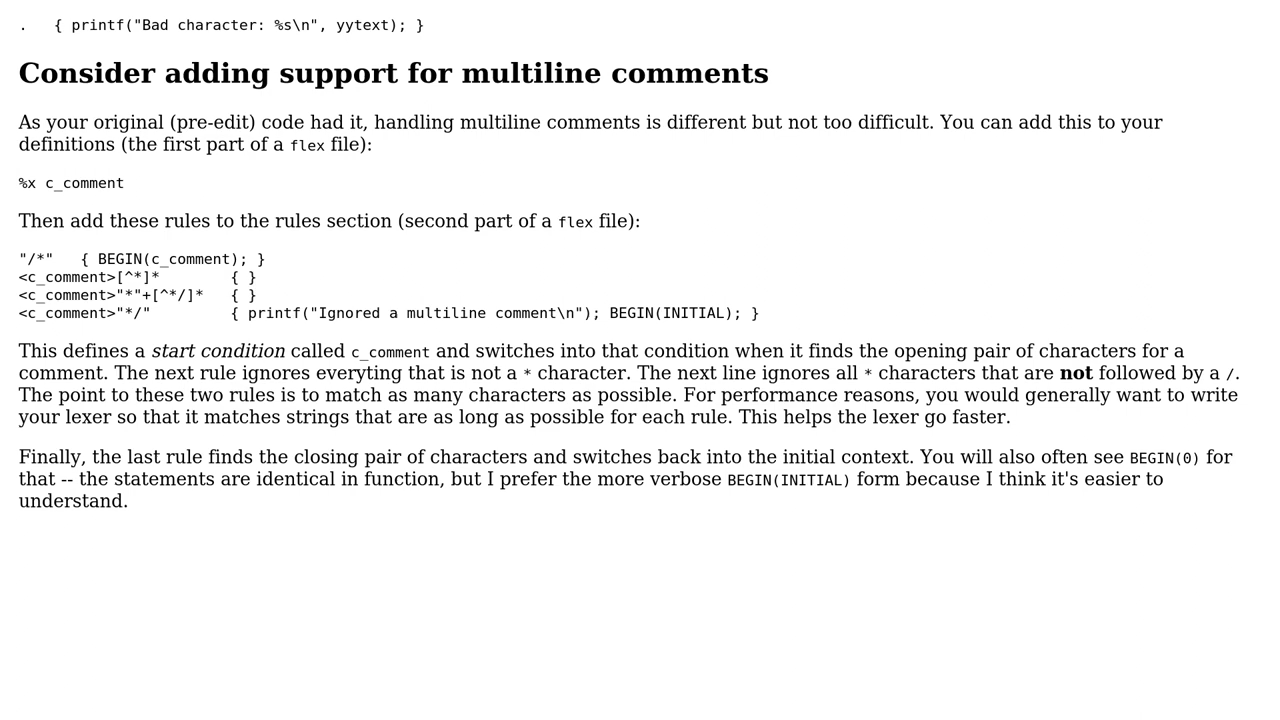 .   { printf("Bad character: %s\n", yytext); }
Consider adding support for multiline comments
As your original (pre-edit) code had it, handling multiline comments is different but not too difficult. You can add this to your
definitions (the first part of a flex file):
%x c_comment
Then add these rules to the rules section (second part of a flex file):
"/*"   { BEGIN(c_comment); }
<c_comment>[^*]*        { }
<c_comment>"*"+[^*/]*   { }
<c_comment>"*/"         { printf("Ignored a multiline comment\n"); BEGIN(INITIAL); }
This defines a start condition called c_comment and switches into that condition when it finds the opening pair of characters for a
comment. The next rule ignores everyting that is not a * character. The next line ignores all * characters that are not followed by a /.
The point to these two rules is to match as many characters as possible. For performance reasons, you would generally want to write
your lexer so that it matches strings that are as long as possible for each rule. This helps the lexer go faster.
Finally, the last rule finds the closing pair of characters and switches back into the initial context. You will also often see BEGIN(0) for
that -- the statements are identical in function, but I prefer the more verbose BEGIN(INITIAL) form because I think it's easier to
understand.